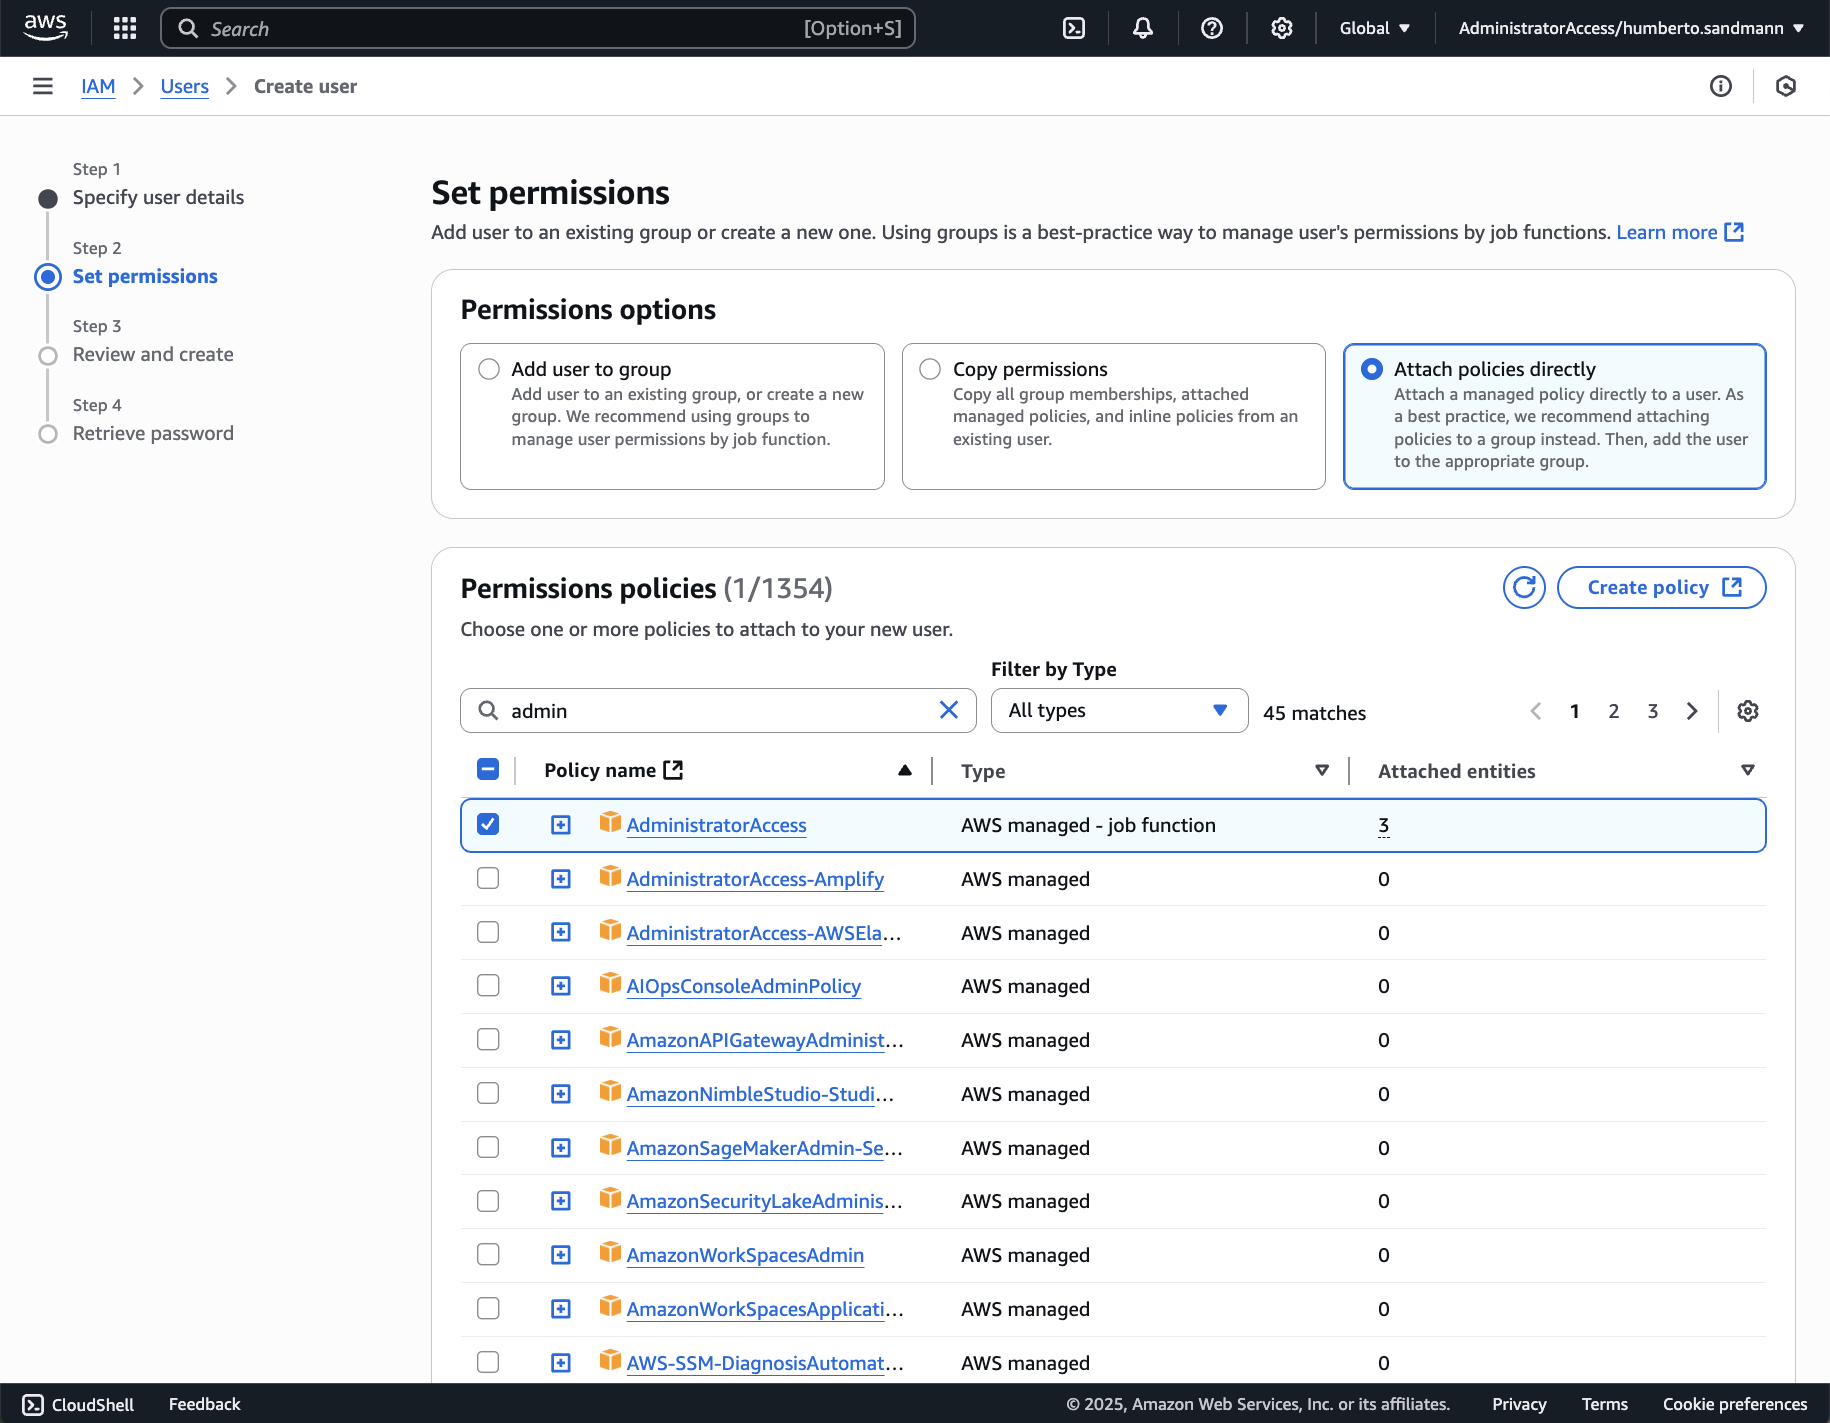 aws
Search
[Option+S]
Global
AdministratorAccess/humberto.sandmann
IAM
Users
Create user
Step 1
Specify user details
Step 2
Set permissions
Step 3
Review and create
Step 4
Retrieve password
Set permissions
Add user to an existing group or create a new one. Using groups is a best-practice way to manage user's permissions by job functions. Learn more
Permissions options
Add user to group
Add user to an existing group, or create a new
group. We recommend using groups to
manage user permissions by job function.
Copy permissions
Copy all group memberships, attached
managed policies, and inline policies from an
existing user.
Attach policies directly
Attach a managed policy directly to a user. As
a best practice, we recommend attaching
policies to a group instead. Then, add the user
to the appropriate group.
Permissions policies (1/1354)
Create policy
Choose one or more policies to attach to your new user.
Filter by Type
admin
All types
45 matches
1 2 3
Policy name Type Attached entities
AdministratorAccess AWS managed - job function 3
AdministratorAccess-Amplify AWS managed 0
AdministratorAccess-AWSEla... AWS managed 0
AIOpsConsoleAdminPolicy AWS managed 0
AmazonAPIGatewayAdminist... AWS managed 0
AmazonNimbleStudio-Studi... AWS managed 0
AmazonSageMakerAdmin-Se... AWS managed 0
AmazonSecurityLakeAdminis... AWS managed 0
AmazonWorkSpacesAdmin AWS managed 0
AmazonWorkSpacesApplicati... AWS managed 0
AWS-SSM-DiagnosisAutomat... AWS managed 0
CloudShell
Feedback
© 2025, Amazon Web Services, Inc. or its affiliates.
Privacy
Terms
Cookie preferences